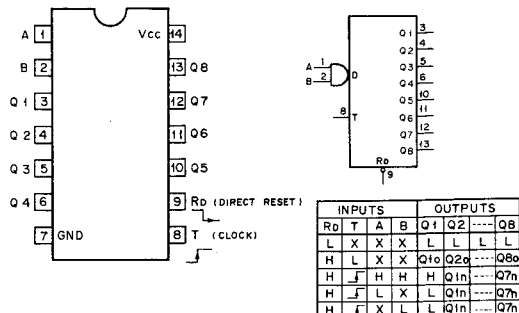 A 1
B 2
Q1 3
Q2 4
Q3 5
Q4 6
7 GND
Vcc 14
13 Q8
12 Q7
11 Q6
10 Q5
9 RD (DIRECT RESET)
8 T (CLOCK)
A 1
B 2
D
8 T
RD
9
Q1 3
Q2 4
Q3 5
Q4 6
Q5 10
Q6 11
Q7 12
Q8 13
INPUTS OUTPUTS
RD T A B Q1 Q2 ---- Q8
L X X X L L L L
H L X X Q1o Q2o ---- Q8o
H H H H Q1n ---- Q7n
H L X L Q1n ---- Q7n
H X L L Q1n ---- Q7n